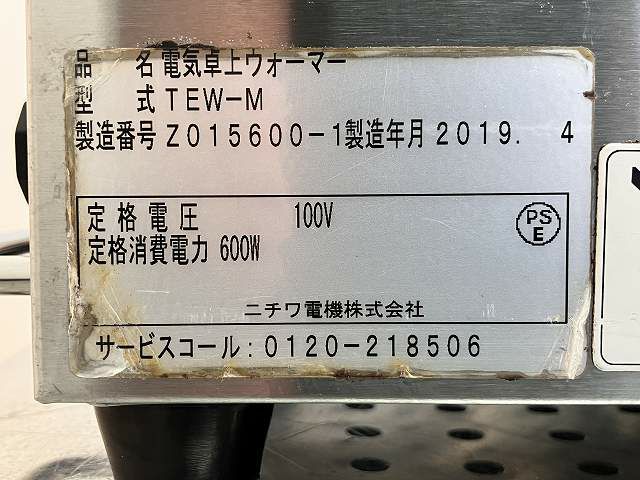 品 名 電気卓上ウォーマー
型 式 TEW-M
製造番号 Z015600-1 製造年月 2019. 4
定格電圧 100V
定格消費電力 600W
PS
E
ニチワ電機株式会社
サービスコール:0120-218506